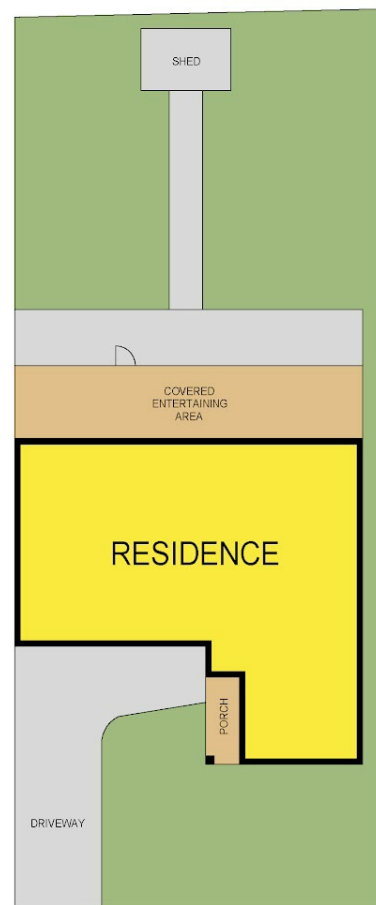 SHED
COVERED
ENTERTAINING
AREA
RESIDENCE
PORCH
DRIVEWAY